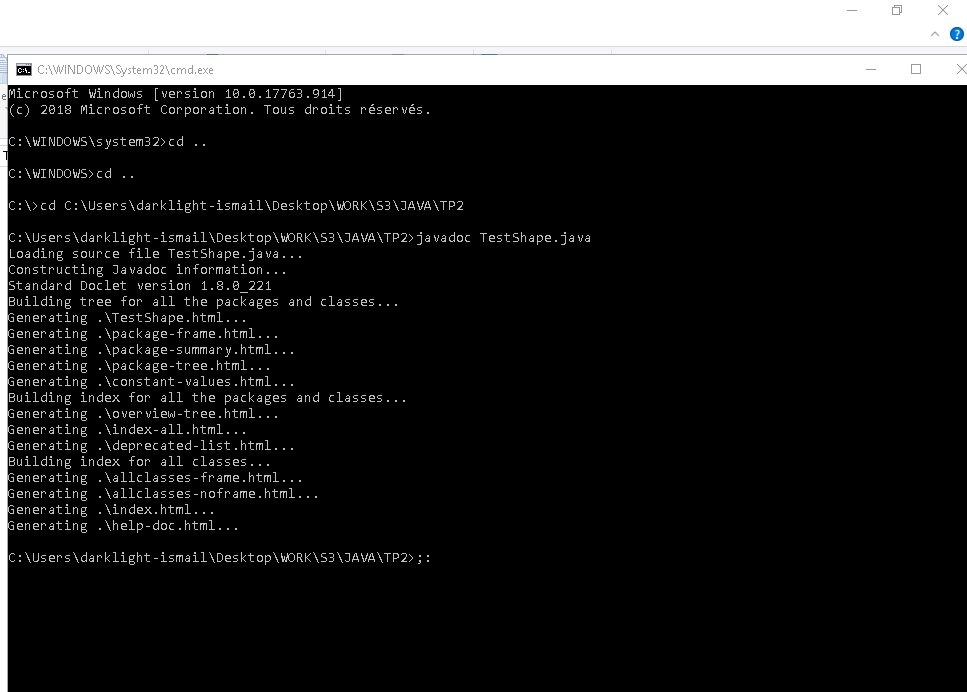 C:\WINDOWS\System32\cmd.exe
Microsoft Windows [version 10.0.17763.914]
(c) 2018 Microsoft Corporation. Tous droits réservés.
C:\WINDOWS\system32>cd ..
C:\WINDOWS>cd ..
C:\>cd C:\Users\darklight-ismail\Desktop\WORK\S3\JAVA\TP2
C:\Users\darklight-ismail\Desktop\WORK\S3\JAVA\TP2>javadoc TestShape.java
Loading source file TestShape.java...
Constructing Javadoc information...
Standard Doclet version 1.8.0_221
Building tree for all the packages and classes...
Generating .\TestShape.html...
Generating .\package-frame.html...
Generating .\package-summary.html...
Generating .\package-tree.html...
Generating .\constant-values.html...
Building index for all the packages and classes...
Generating .\overview-tree.html...
Generating .\index-all.html...
Generating .\deprecated-list.html...
Building index for all classes...
Generating .\allclasses-frame.html...
Generating .\allclasses-noframe.html...
Generating .\index.html...
Generating .\help-doc.html...
C:\Users\darklight-ismail\Desktop\WORK\S3\JAVA\TP2>;: